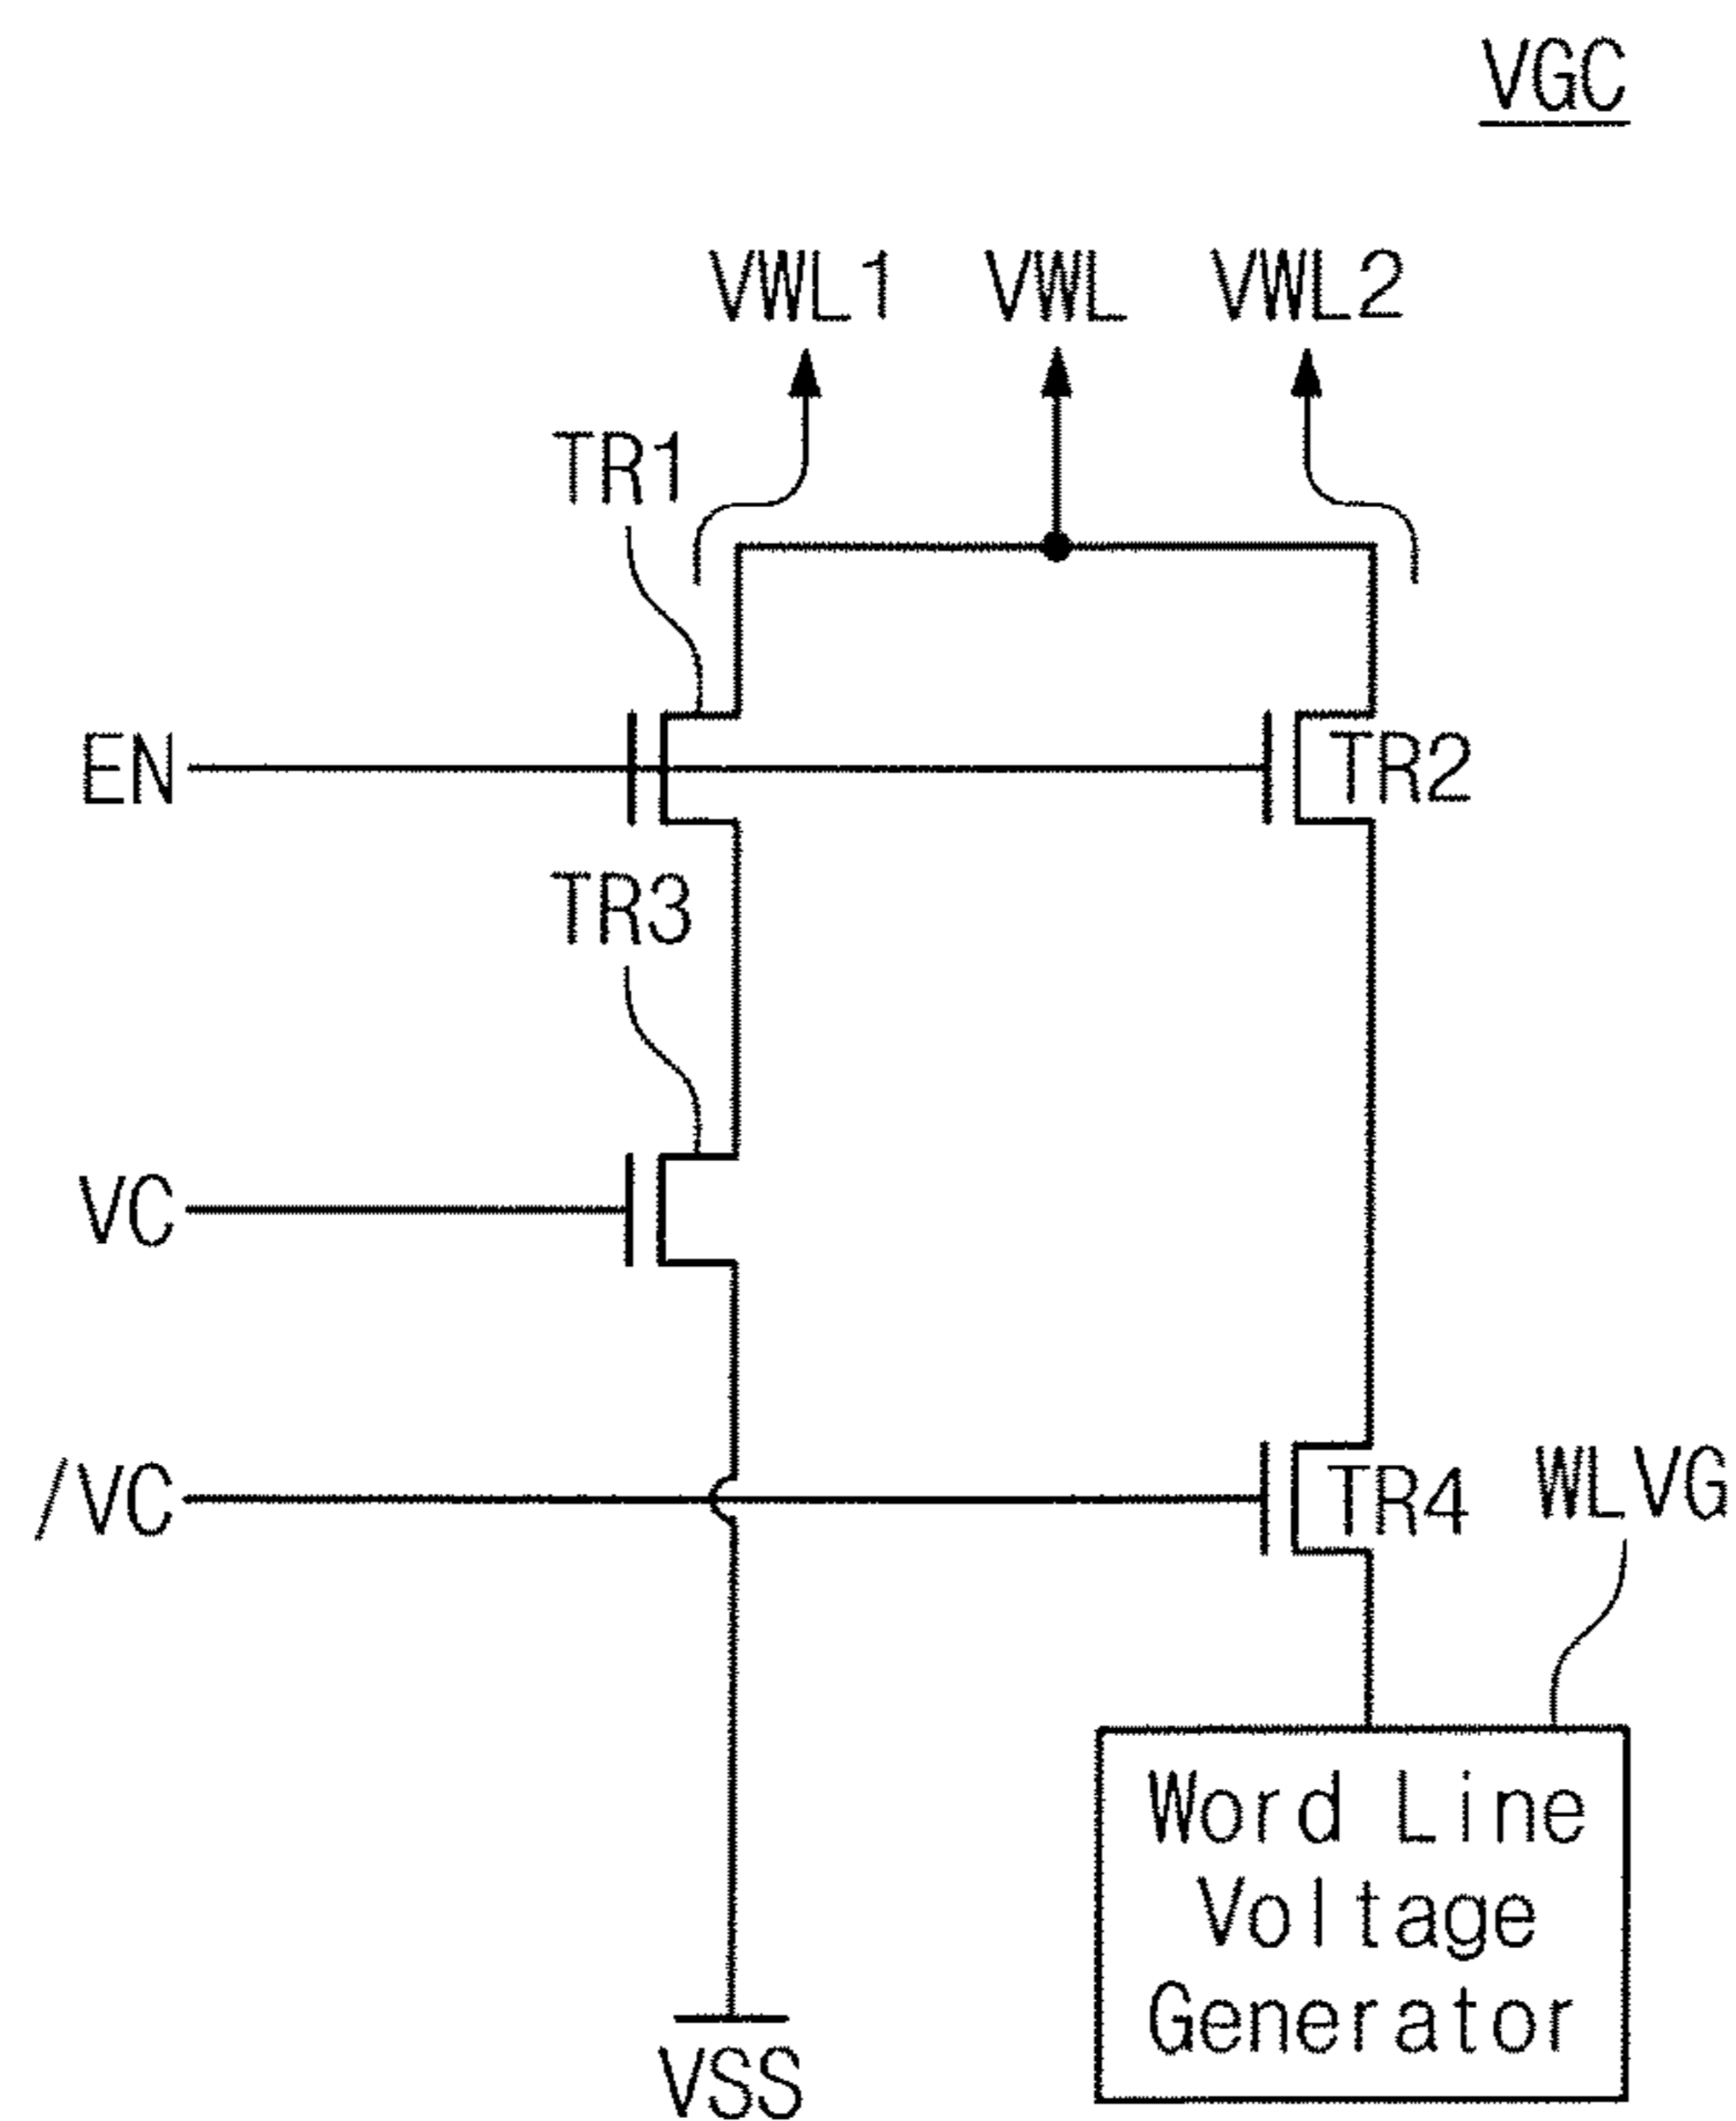 VGC
VWL1 VWL VWL2
TR1
EN
TR2
TR3
VC
/VC
TR4
WLVG
Word Line
Voltage
Generator
VSS